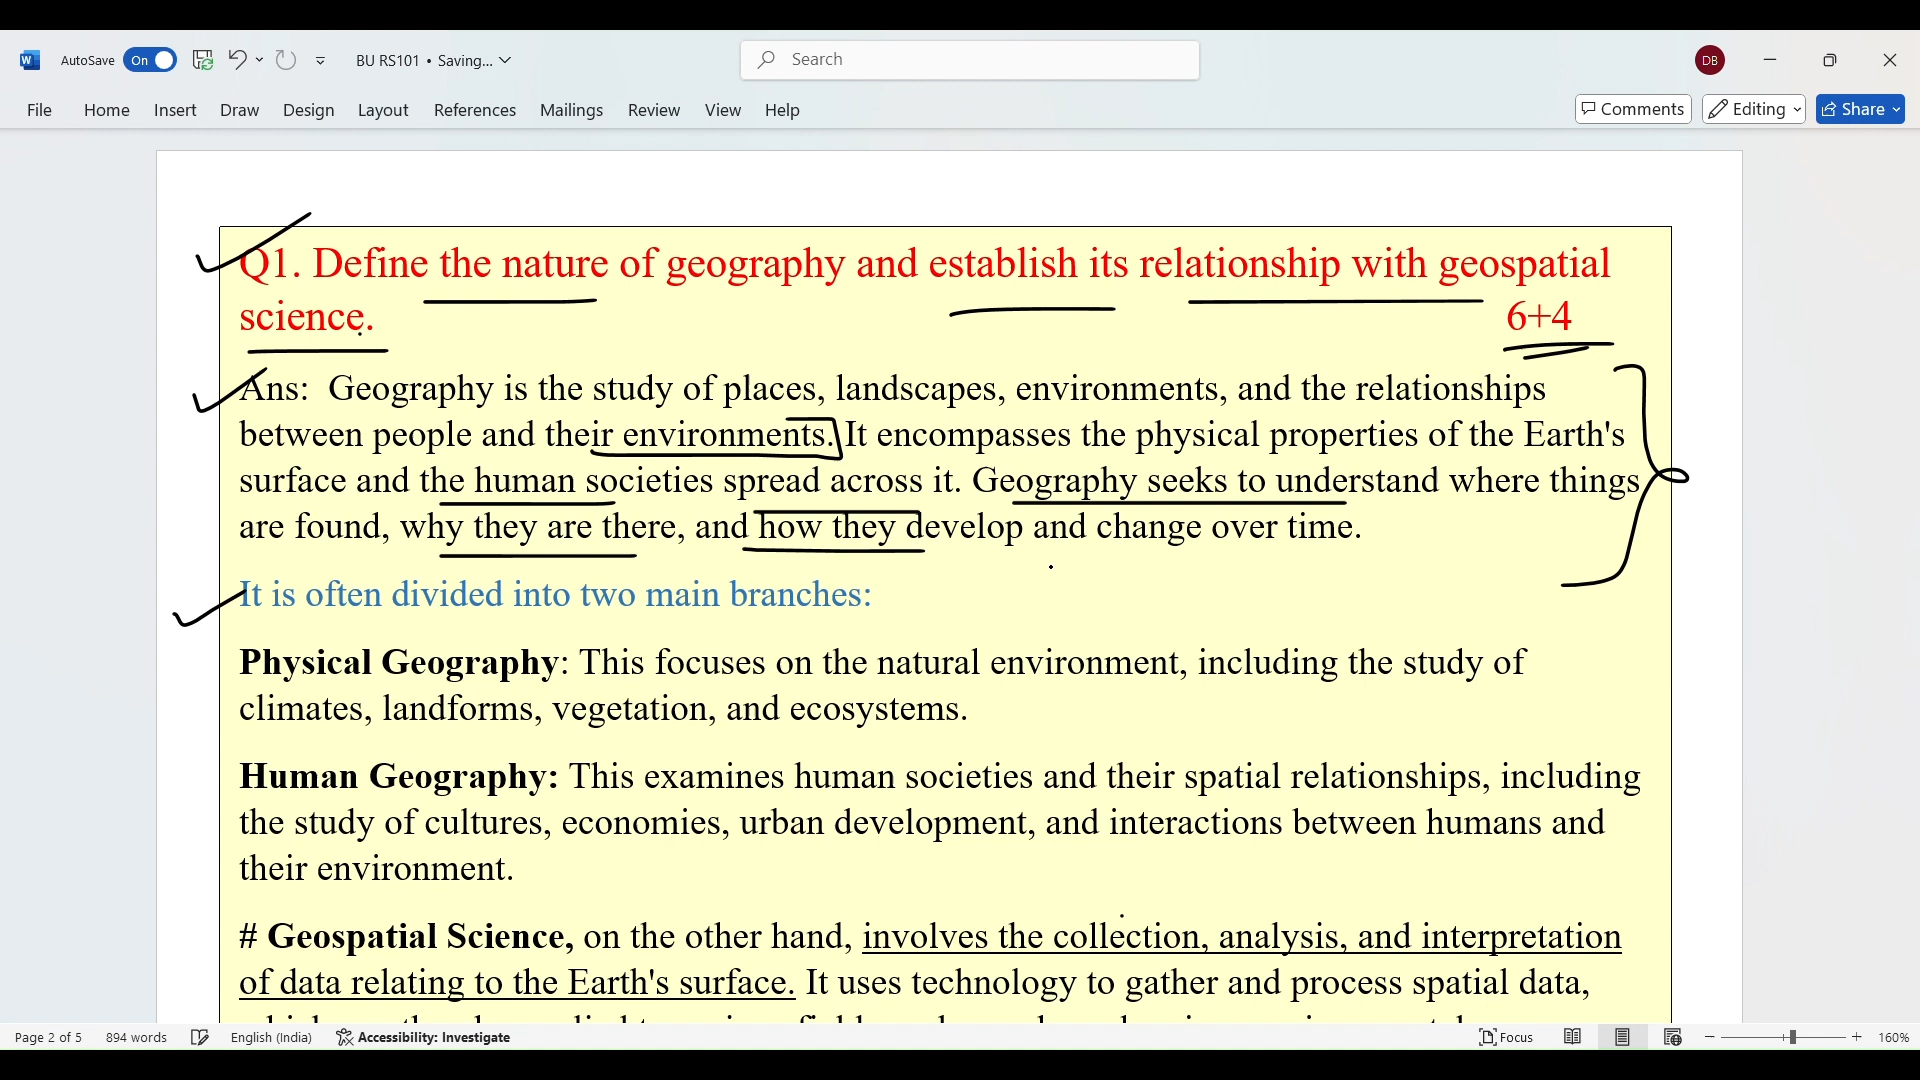 AutoSave On BU RS101 • Saving... Search DB
File Home Insert Draw Design Layout References Mailings Review View Help Comments Editing Share
Q1. Define the nature of geography and establish its relationship with geospatial
science. 6+4
Ans: Geography is the study of places, landscapes, environments, and the relationships
between people and their environments. It encompasses the physical properties of the Earth's
surface and the human societies spread across it. Geography seeks to understand where things
are found, why they are there, and how they develop and change over time.
It is often divided into two main branches:
Physical Geography: This focuses on the natural environment, including the study of
climates, landforms, vegetation, and ecosystems.
Human Geography: This examines human societies and their spatial relationships, including
the study of cultures, economies, urban development, and interactions between humans and
their environment.
# Geospatial Science, on the other hand, involves the collection, analysis, and interpretation
of data relating to the Earth's surface. It uses technology to gather and process spatial data,
Page 2 of 5 894 words English (India) Accessibility: Investigate Focus 160%